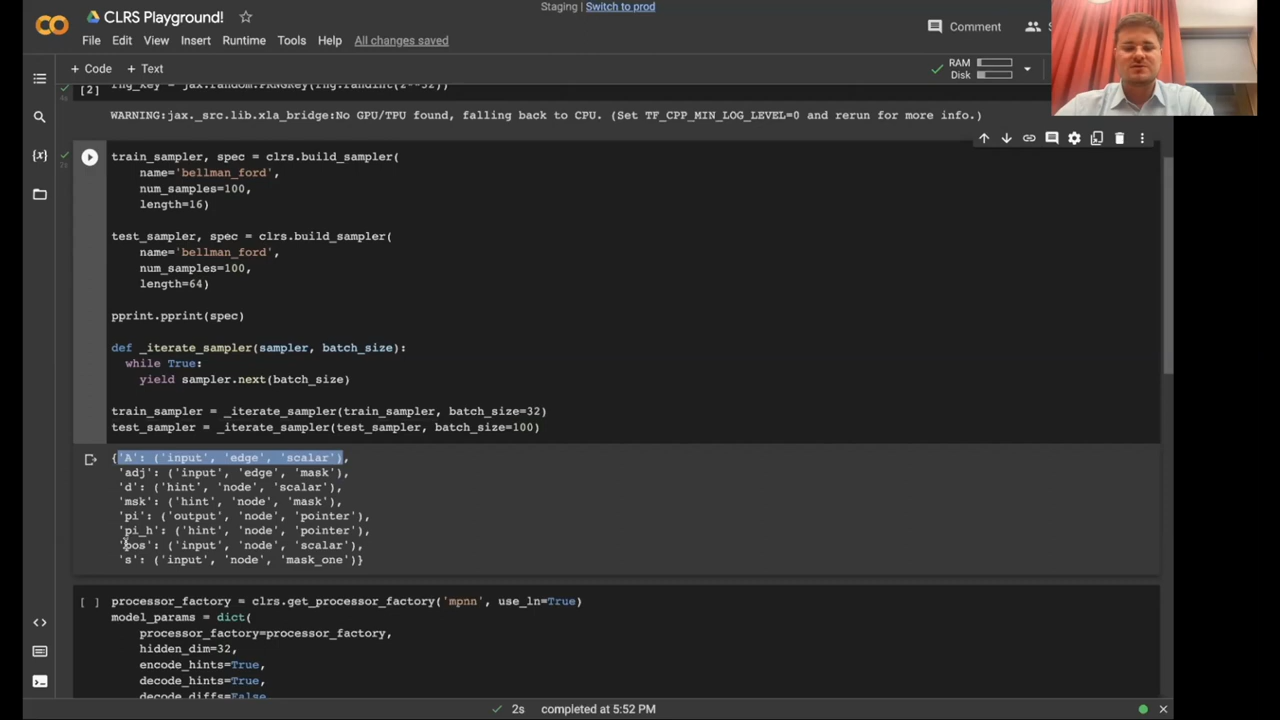 Staging | Switch to prod
CLRS Playground!
Comment
File Edit View Insert Runtime Tools Help All changes saved
+ Code + Text
RAM
Disk
[2]
WARNING:jax._src.lib.xla_bridge:No GPU/TPU found, falling back to CPU. (Set TF_CPP_MIN_LOG_LEVEL=0 and rerun for more info.)
train_sampler, spec = clrs.build_sampler(
name='bellman_ford',
num_samples=100,
length=16)
test_sampler, spec = clrs.build_sampler(
name='bellman_ford',
num_samples=100,
length=64)
pprint.pprint(spec)
def _iterate_sampler(sampler, batch_size):
while True:
yield sampler.next(batch_size)
train_sampler = _iterate_sampler(train_sampler, batch_size=32)
test_sampler = _iterate_sampler(test_sampler, batch_size=100)
{'A': ('input', 'edge', 'scalar'),
'adj': ('input', 'edge', 'mask'),
'd': ('hint', 'node', 'scalar'),
'msk': ('hint', 'node', 'mask'),
'pi': ('output', 'node', 'pointer'),
'pi_h': ('hint', 'node', 'pointer'),
'pos': ('input', 'node', 'scalar'),
's': ('input', 'node', 'mask_one')}
[ ]
processor_factory = clrs.get_processor_factory('mpnn', use_ln=True)
model_params = dict(
processor_factory=processor_factory,
hidden_dim=32,
encode_hints=True,
decode_hints=True,
decode_diffs=False,
2s completed at 5:52 PM